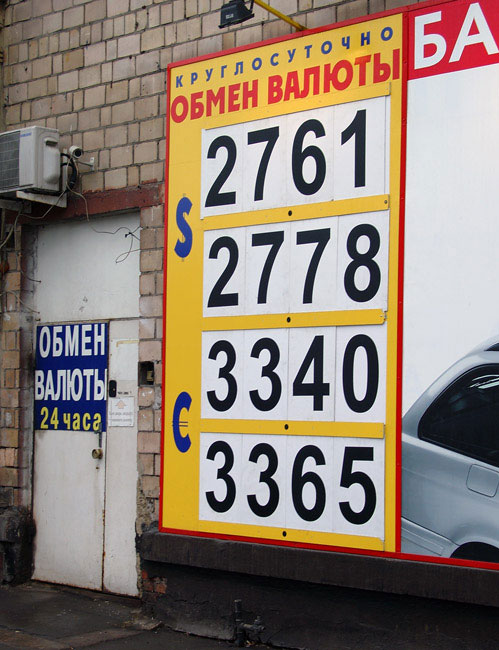 КРУГЛОСУТОЧНО
ОБМЕН ВАЛЮТЫ
$
2761
2778
€
3340
3365
БА
ОБМЕН
ВАЛЮТЫ
24 часа